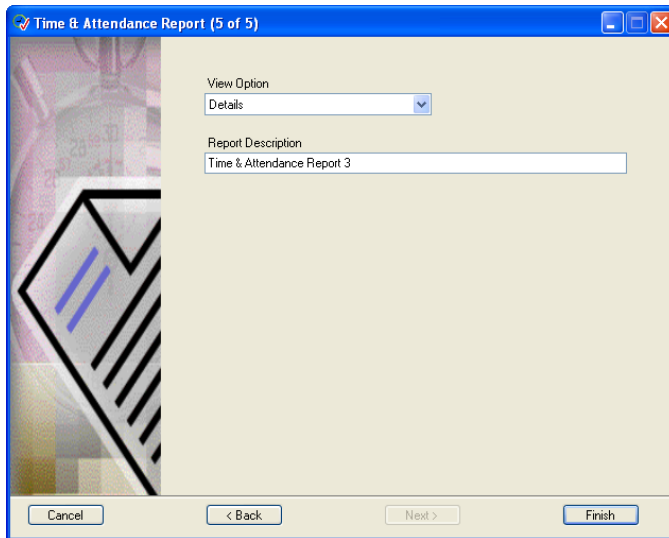 Time & Attendance Report (5 of 5)
View Option
Details
Report Description
Time & Attendance Report 3
Cancel
< Back
Next >
Finish